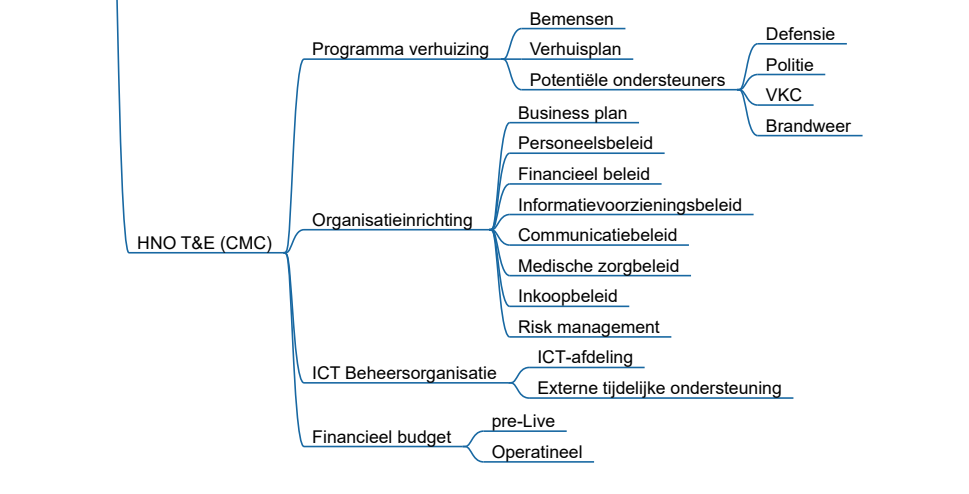 HNO T&E (CMC)
Programma verhuizing
Bemensen
Verhuisplan
Potentiële ondersteuners
Defensie
Politie
VKC
Brandweer
Organisatieinrichting
Business plan
Personeelsbeleid
Financieel beleid
Informatievoorzieningsbeleid
Communicatiebeleid
Medische zorgbeleid
Inkoopbeleid
Risk management
ICT Beheersorganisatie
ICT-afdeling
Externe tijdelijke ondersteuning
Financieel budget
pre-Live
Operatineel